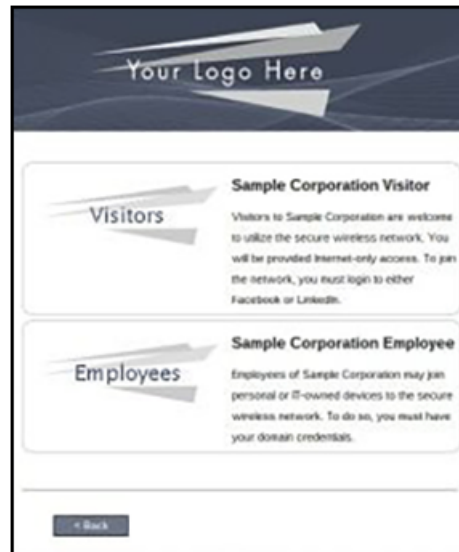 Your Logo Here
Visitors
Sample Corporation Visitor
Visitors to Sample Corporation are welcome
to utilize the secure wireless network. You
will be provided Internet-only access. To join
the network, you must login to either
Facebook or LinkedIn.
Employees
Sample Corporation Employee
Employees of Sample Corporation may join
personal or IT-owned devices to the secure
wireless network. To do so, you must have
your domain credentials.
< Back